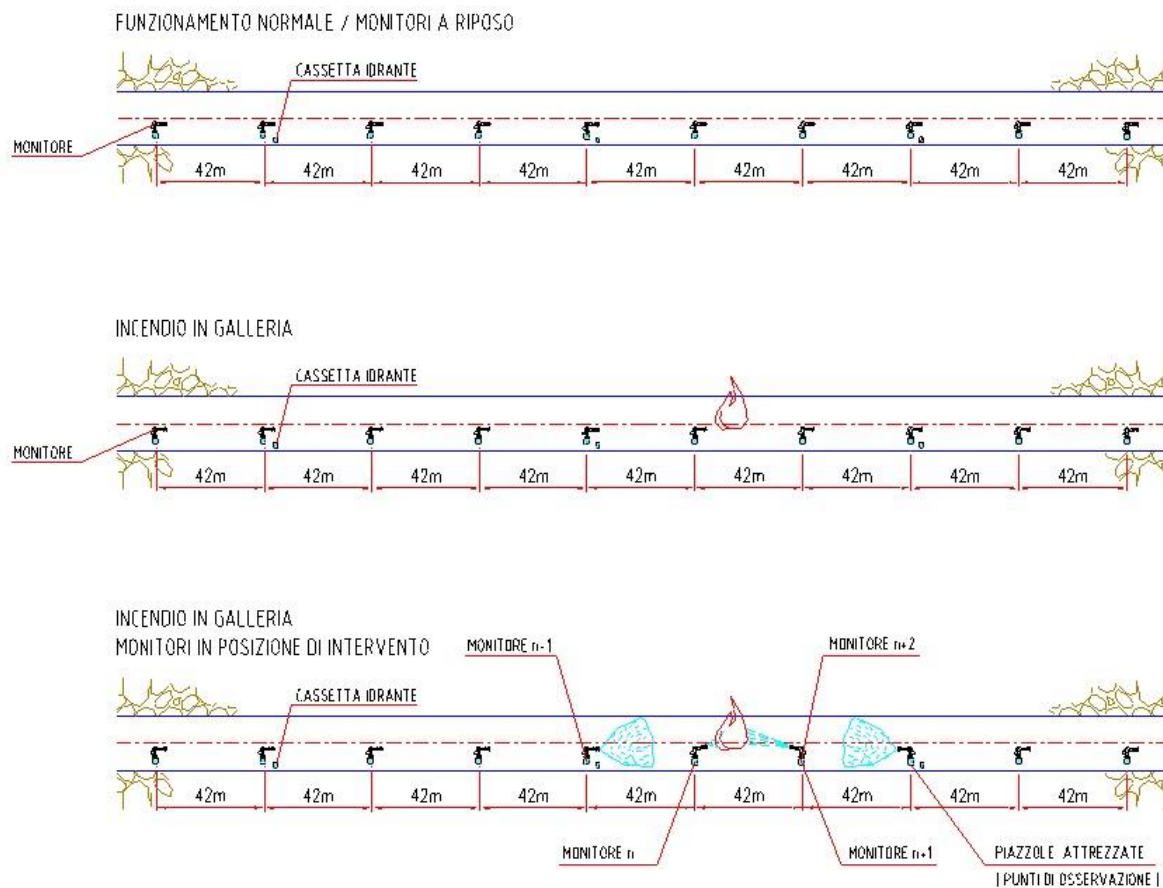 FUNZIONAMENTO NORMALE / MONITORI A RIPOSO
CASSETTA IDRANTE
MONITORE
42m 42m 42m 42m 42m 42m 42m 42m 42m
INCENDIO IN GALLERIA
CASSETTA IDRANTE
MONITORE
42m 42m 42m 42m 42m 42m 42m 42m 42m
INCENDIO IN GALLERIA
MONITORI IN POSIZIONE DI INTERVENTO
MONITORE n-1
MONITORE n+2
CASSETTA IDRANTE
42m 42m 42m 42m 42m 42m 42m 42m 42m
MONITORE n
MONITORE n+1
PIAZZOLE ATTREZZATE
( PUNTI DI OSSERVAZIONE )